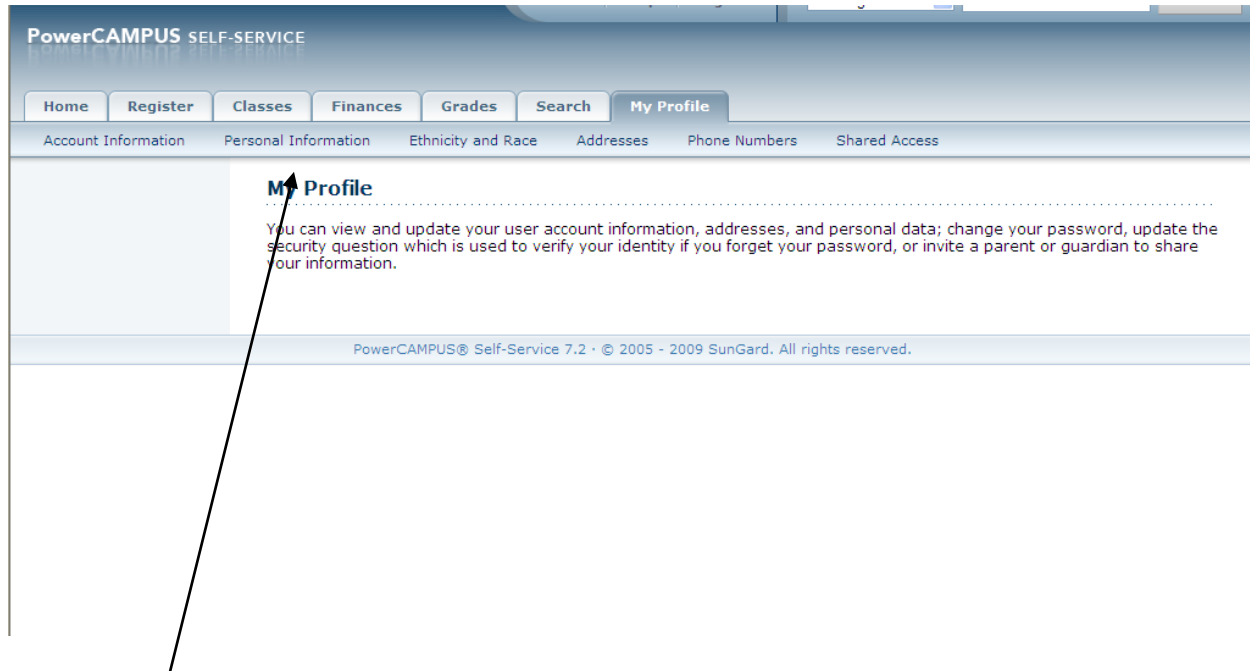 PowerCAMPUS SELF-SERVICE
Home Register Classes Finances Grades Search My Profile
Account Information Personal Information Ethnicity and Race Addresses Phone Numbers Shared Access
My Profile
You can view and update your user account information, addresses, and personal data; change your password, update the
security question which is used to verify your identity if you forget your password, or invite a parent or guardian to share
your information.
PowerCAMPUS® Self-Service 7.2 · © 2005 - 2009 SunGard. All rights reserved.